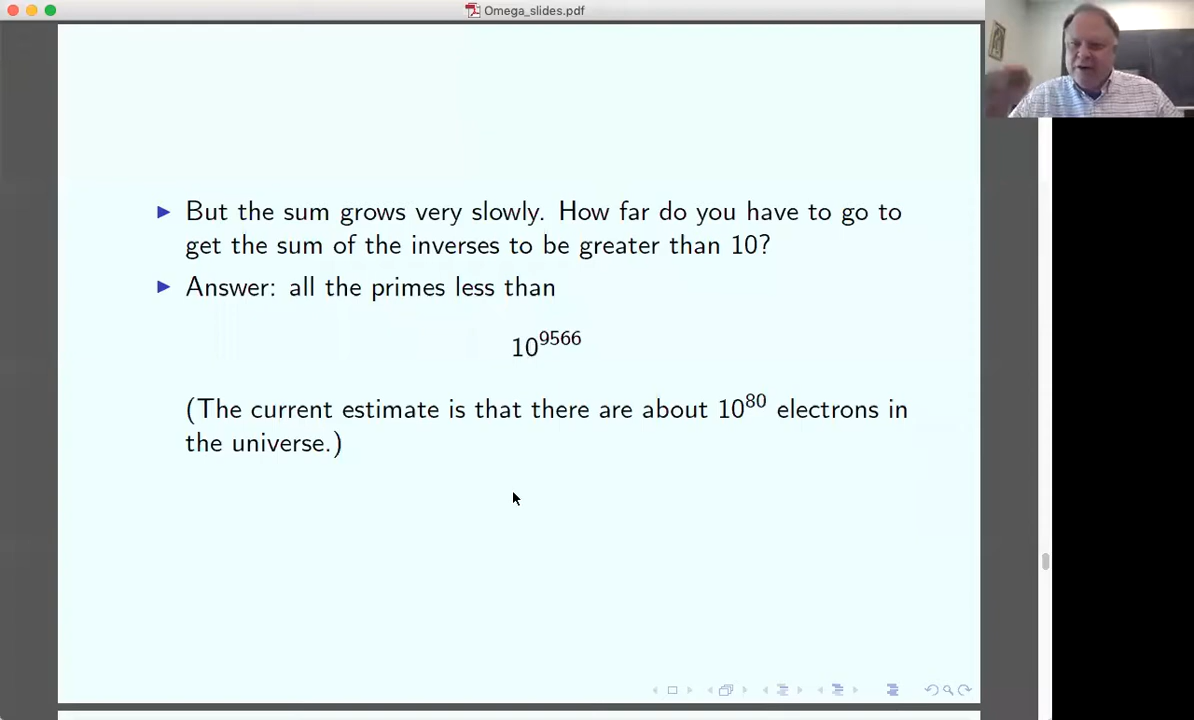 Omega_slides.pdf
▶ But the sum grows very slowly. How far do you have to go to
get the sum of the inverses to be greater than 10?
▶ Answer: all the primes less than
10^9566
(The current estimate is that there are about 10^80 electrons in
the universe.)